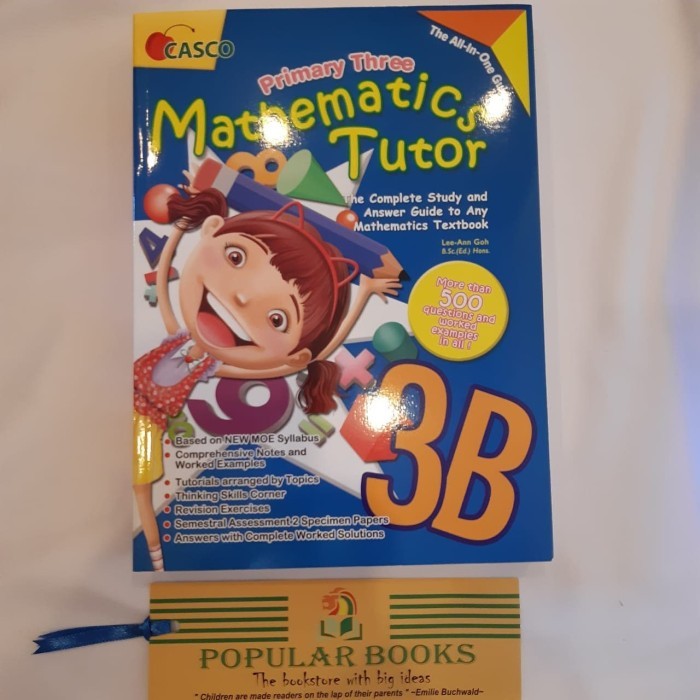 CASCO
The All-In-One
Primary Three
Mathematics
Tutor
The Complete Study and
Answer Guide to Any
Mathematics Textbook
Lee-Ann Goh
B.Sc.(Ed.) Hons.
More than
500
questions and
worked
examples
in all !
3B
Based on NEW MOE Syllabus
Comprehensive Notes and
Worked Examples
Tutorials arranged by Topics
Thinking Skills Corner
Revision Exercises
Semestral Assessment-2 Specimen Papers
Answers with Complete Worked Solutions
POPULAR BOOKS
The bookstore with big ideas
" Children are made readers on the lap of their parents " ~Emilie Buchwald~